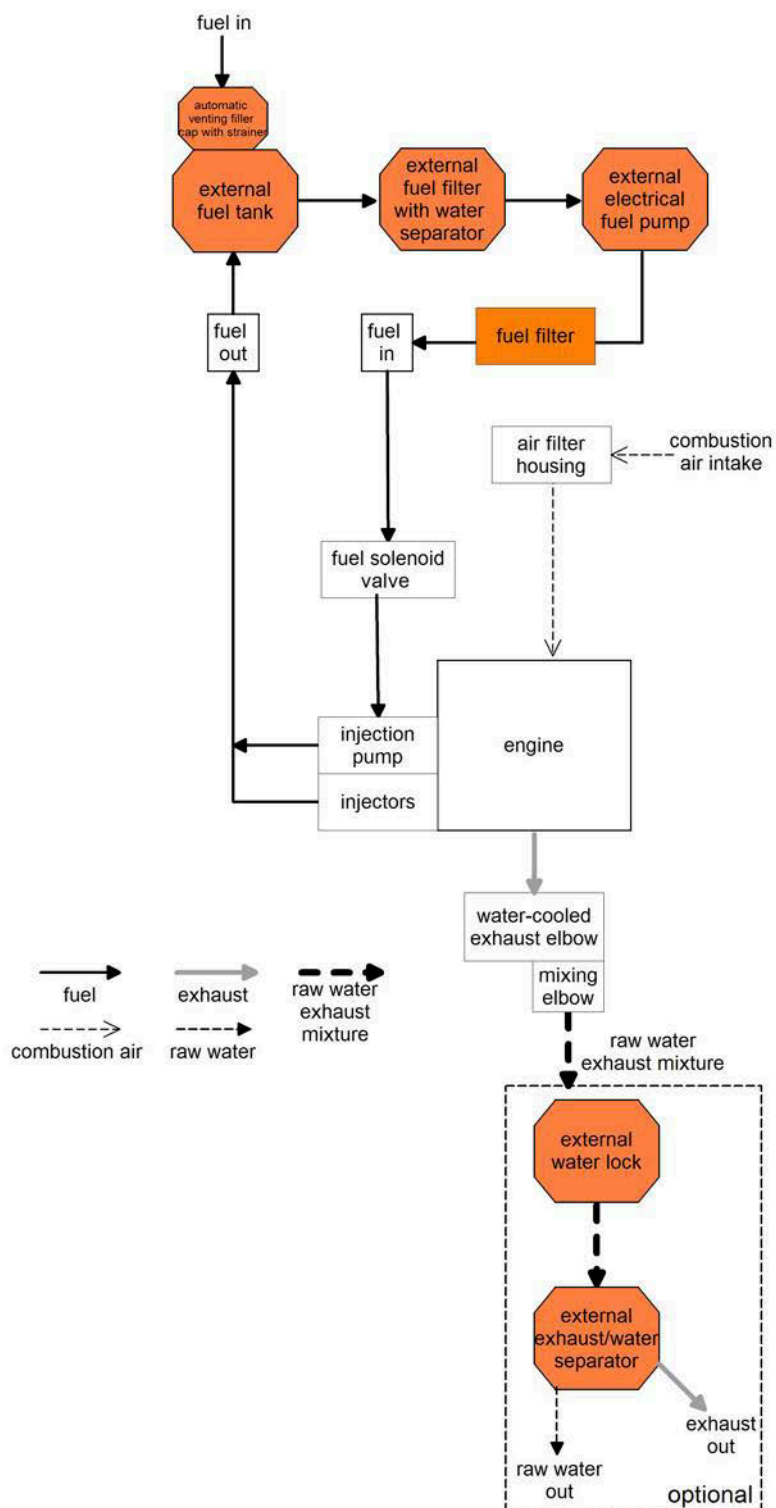 fuel in
automatic
venting filler
cap with strainer
external
fuel tank
external
fuel filter
with water
separator
external
electrical
fuel pump
fuel
out
fuel
in
fuel filter
air filter
housing
combustion
air intake
fuel solenoid
valve
injection
pump
engine
injectors
water-cooled
exhaust elbow
mixing
elbow
fuel
exhaust
raw water
exhaust
mixture
combustion air
raw water
raw water
exhaust mixture
external
water lock
external
exhaust/water
separator
exhaust
out
raw water
out
optional